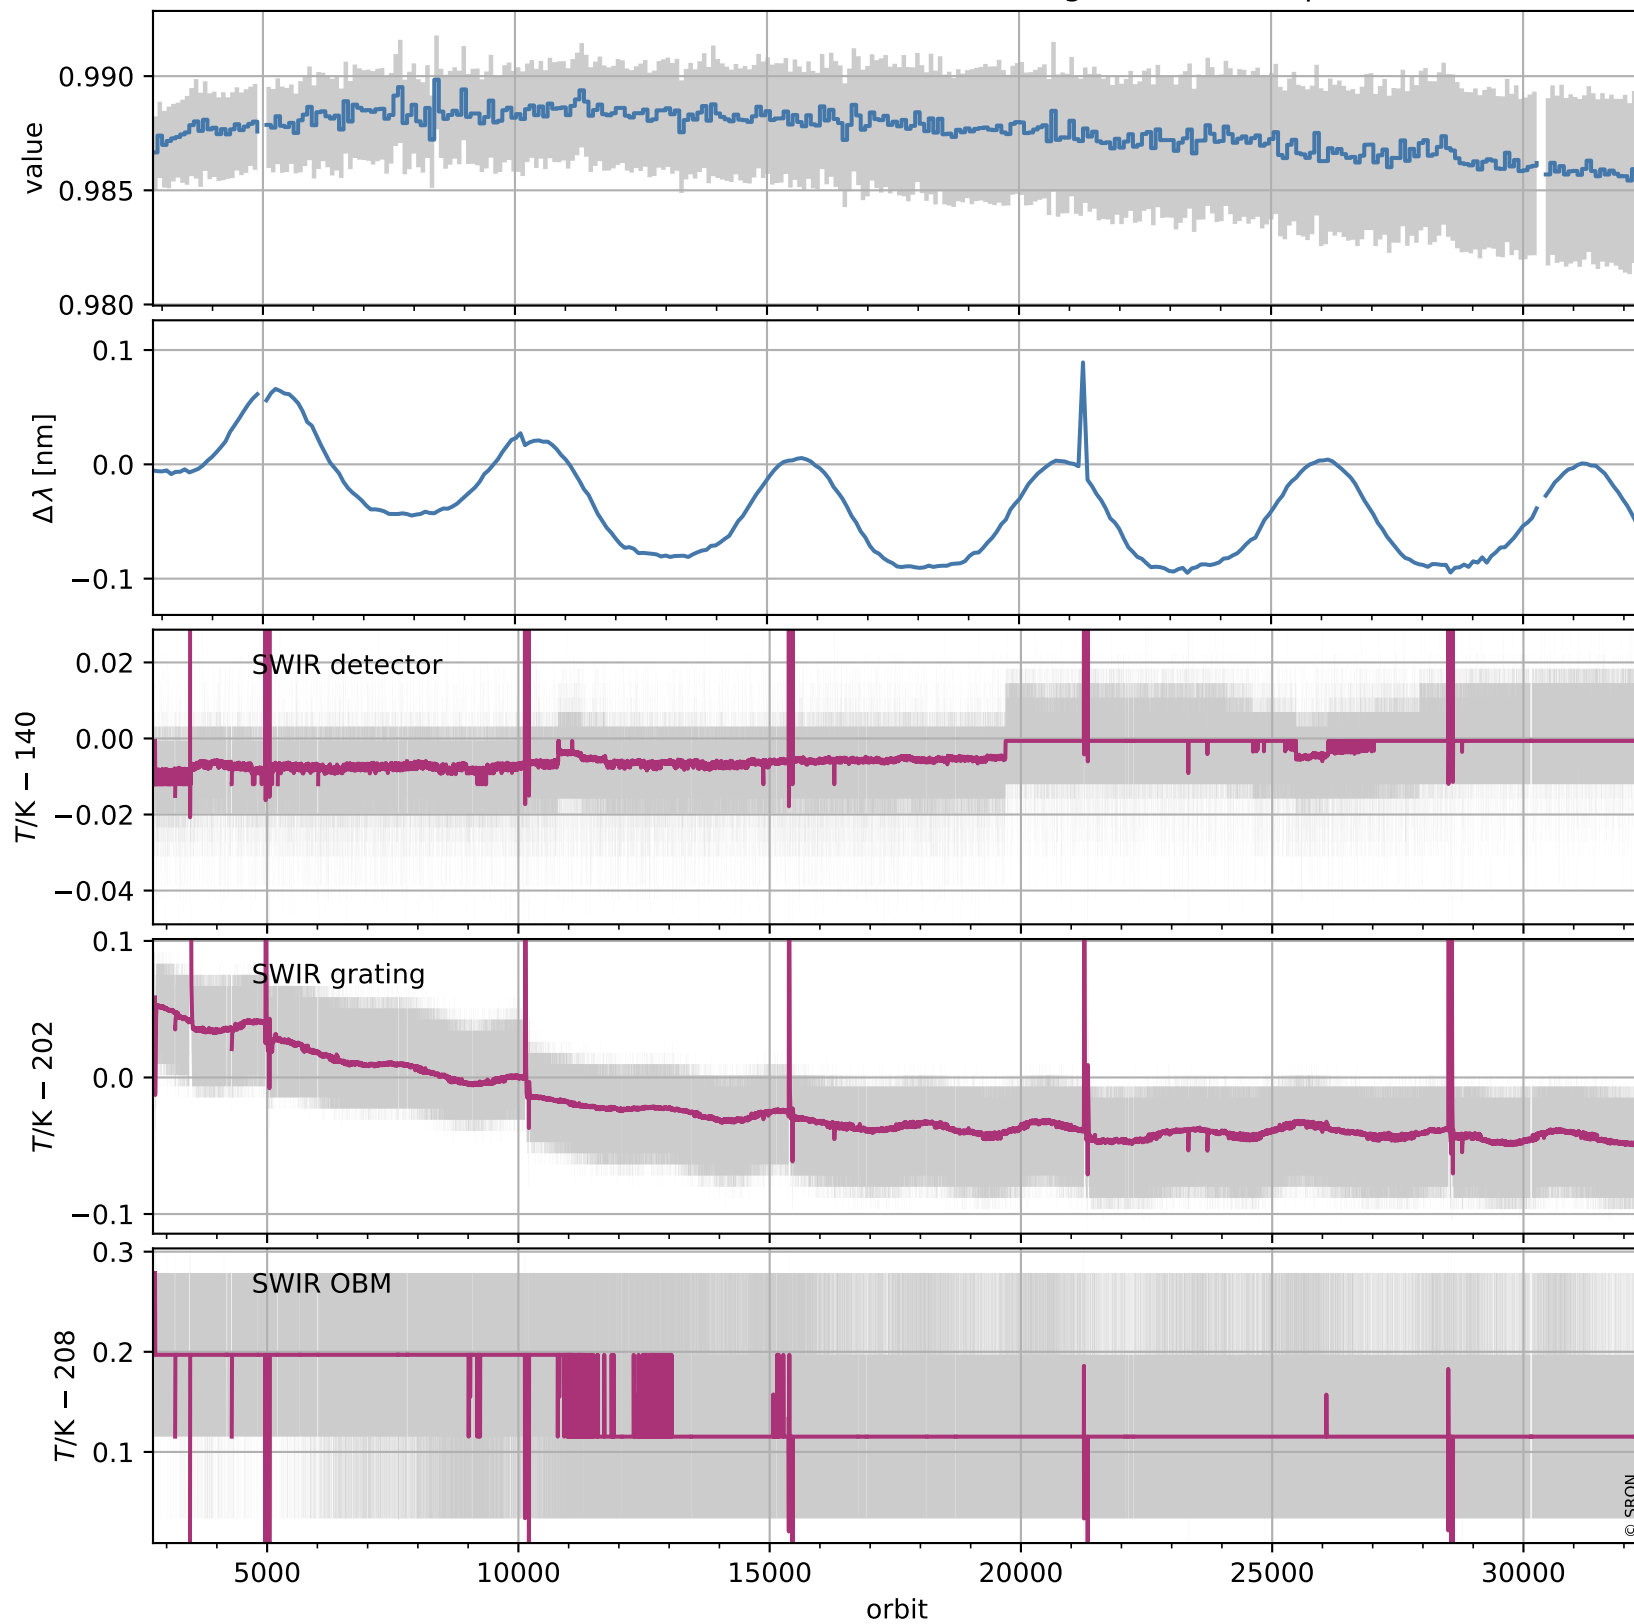 0.990
0.985
0.980
value
0.1
0.0
−0.1
Δλ [nm]
SWIR detector
0.02
0.00
−0.02
−0.04
T/K − 140
SWIR grating
0.1
0.0
−0.1
T/K − 202
SWIR OBM
0.3
0.2
0.1
T/K − 208
© SRON
5000 10000 15000 20000 25000 30000
orbit